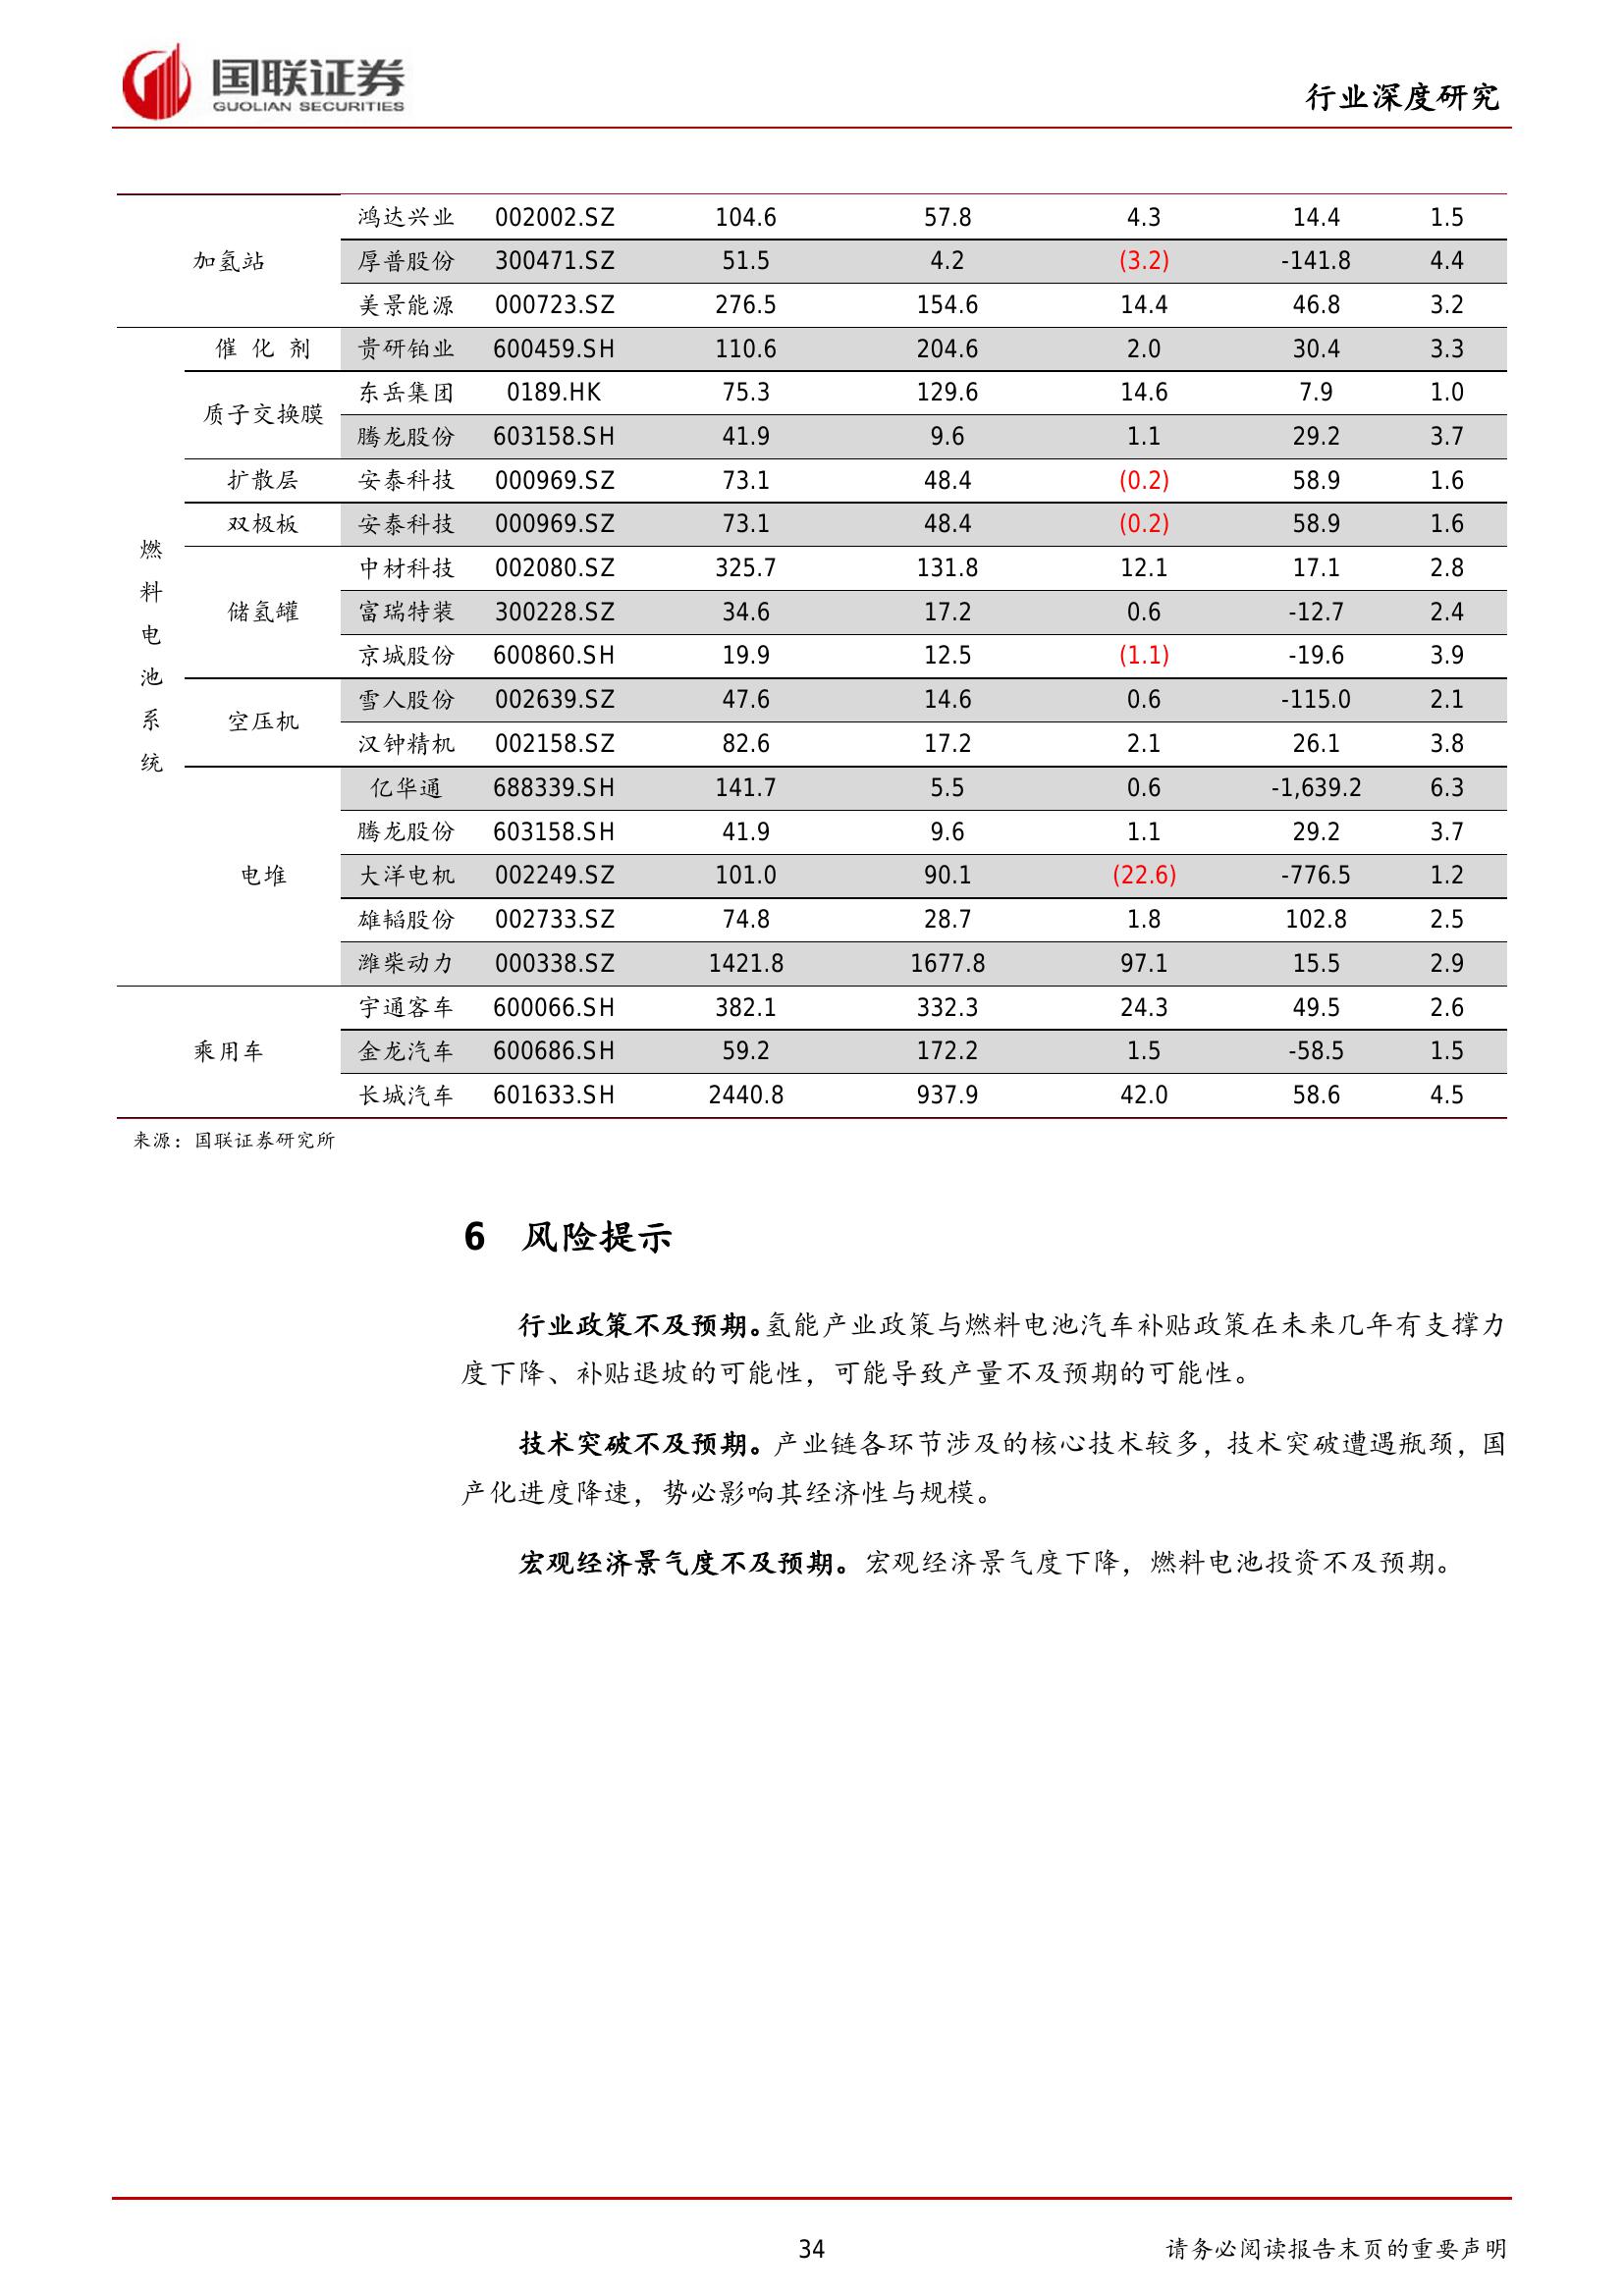 国联证券
GUOLIAN SECURITIES
行业深度研究
加氢站
鸿达兴业 002002.SZ 104.6 57.8 4.3 14.4 1.5
厚普股份 300471.SZ 51.5 4.2 (3.2) -141.8 4.4
美景能源 000723.SZ 276.5 154.6 14.4 46.8 3.2
燃料电池系统
催化剂 贵研铂业 600459.SH 110.6 204.6 2.0 30.4 3.3
质子交换膜
东岳集团 0189.HK 75.3 129.6 14.6 7.9 1.0
腾龙股份 603158.SH 41.9 9.6 1.1 29.2 3.7
扩散层 安泰科技 000969.SZ 73.1 48.4 (0.2) 58.9 1.6
双极板 安泰科技 000969.SZ 73.1 48.4 (0.2) 58.9 1.6
储氢罐
中材科技 002080.SZ 325.7 131.8 12.1 17.1 2.8
富瑞特装 300228.SZ 34.6 17.2 0.6 -12.7 2.4
京城股份 600860.SH 19.9 12.5 (1.1) -19.6 3.9
空压机
雪人股份 002639.SZ 47.6 14.6 0.6 -115.0 2.1
汉钟精机 002158.SZ 82.6 17.2 2.1 26.1 3.8
电堆
亿华通 688339.SH 141.7 5.5 0.6 -1,639.2 6.3
腾龙股份 603158.SH 41.9 9.6 1.1 29.2 3.7
大洋电机 002249.SZ 101.0 90.1 (22.6) -776.5 1.2
雄韬股份 002733.SZ 74.8 28.7 1.8 102.8 2.5
潍柴动力 000338.SZ 1421.8 1677.8 97.1 15.5 2.9
乘用车
宇通客车 600066.SH 382.1 332.3 24.3 49.5 2.6
金龙汽车 600686.SH 59.2 172.2 1.5 -58.5 1.5
长城汽车 601633.SH 2440.8 937.9 42.0 58.6 4.5
来源：国联证券研究所
6 风险提示
行业政策不及预期。氢能产业政策与燃料电池汽车补贴政策在未来几年有支撑力
度下降、补贴退坡的可能性，可能导致产量不及预期的可能性。
技术突破不及预期。产业链各环节涉及的核心技术较多，技术突破遭遇瓶颈，国
产化进度降速，势必影响其经济性与规模。
宏观经济景气度不及预期。宏观经济景气度下降，燃料电池投资不及预期。
34
请务必阅读报告末页的重要声明